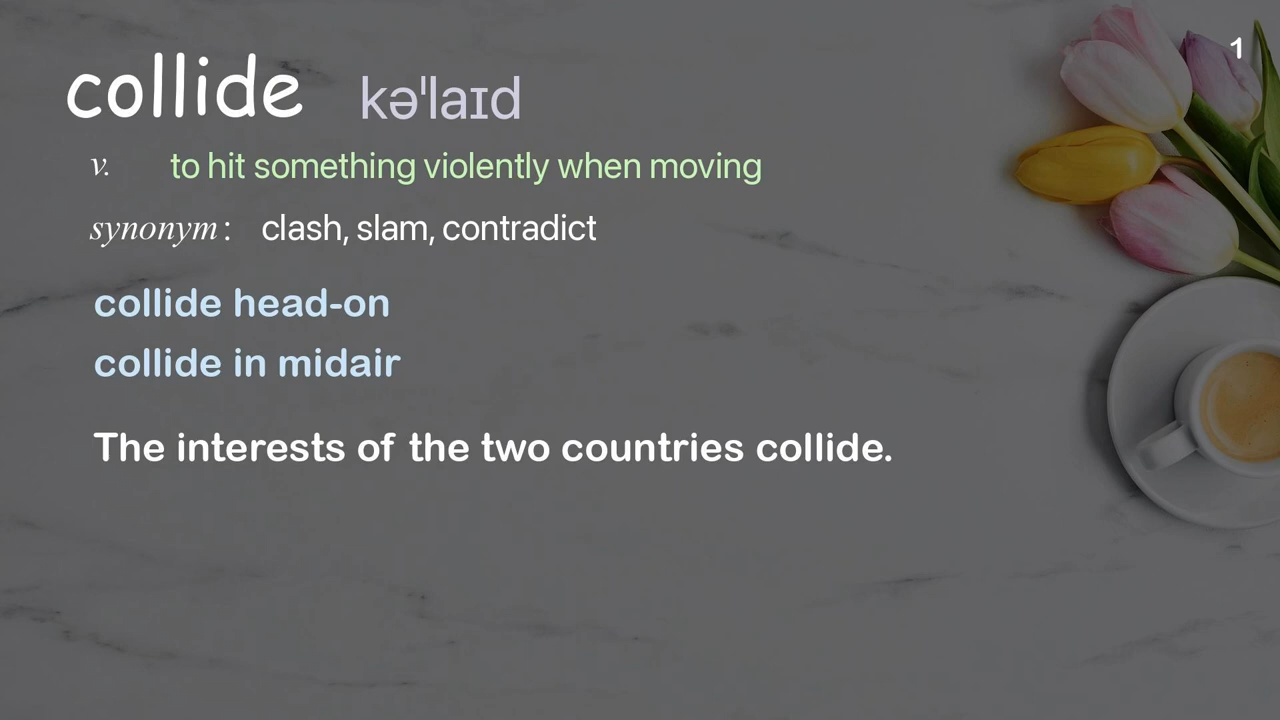 1
collide kəˈlaɪd
v. to hit something violently when moving
synonym: clash, slam, contradict
collide head-on
collide in midair
The interests of the two countries collide.